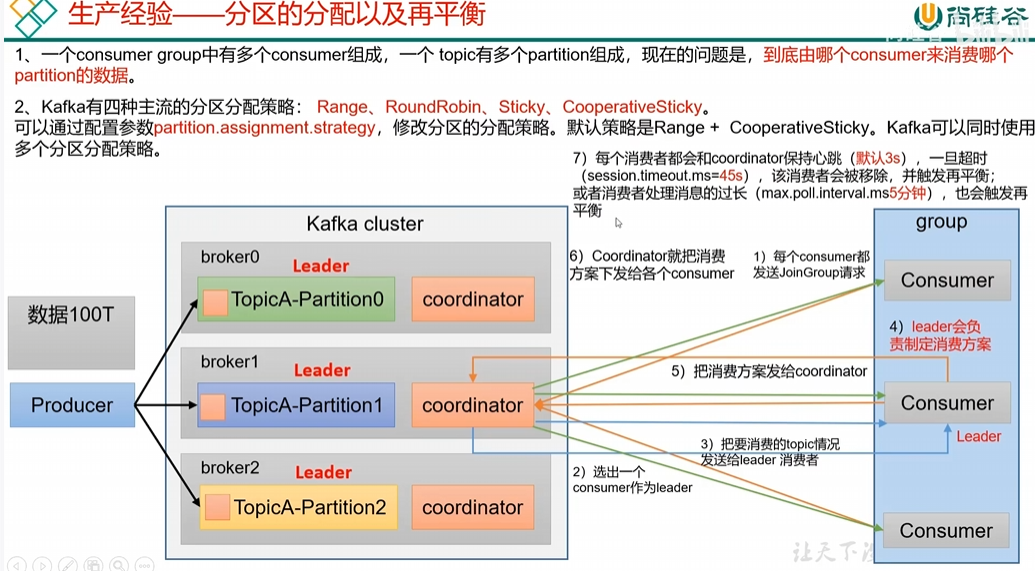 生产经验——分区的分配以及再平衡
尚硅谷
1、一个consumer group中有多个consumer组成，一个 topic有多个partition组成，现在的问题是，到底由哪个consumer来消费哪个
partition的数据。
2、Kafka有四种主流的分区分配策略： Range、RoundRobin、Sticky、CooperativeSticky。
可以通过配置参数partition.assignment.strategy，修改分区的分配策略。默认策略是Range + CooperativeSticky。Kafka可以同时使用
多个分区分配策略。
7）每个消费者都会和coordinator保持心跳（默认3s），一旦超时
（session.timeout.ms=45s），该消费者会被移除，并触发再平衡；
或者消费者处理消息的过长（max.poll.interval.ms5分钟），也会触发再
平衡
Kafka cluster
group
broker0
Leader
TopicA-Partition0
coordinator
6）Coordinator就把消费
方案下发给各个consumer
1）每个consumer都
发送JoinGroup请求
Consumer
数据100T
4）leader会负
责制定消费方案
broker1
Leader
5）把消费方案发给coordinator
Producer
TopicA-Partition1
coordinator
Consumer
Leader
3）把要消费的topic情况
发送给leader 消费者
broker2
Leader
2）选出一个
consumer作为leader
TopicA-Partition2
coordinator
Consumer
让天下